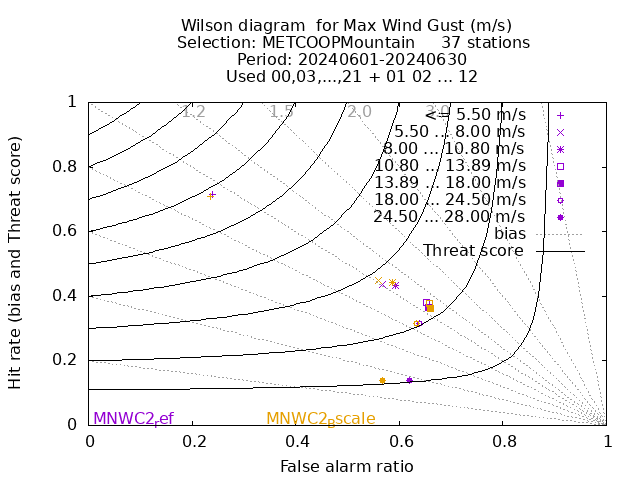 Wilson diagram  for Max Wind Gust (m/s)
Selection: METCOOPMountain     37 stations
Period: 20240601-20240630
Used 00,03,...,21 + 01 02 ... 12
1.2 1.5 2.0 3.0
<= 5.50 m/s
5.50 ... 8.00 m/s
8.00 ... 10.80 m/s
10.80 ... 13.89 m/s
13.89 ... 18.00 m/s
18.00 ... 24.50 m/s
24.50 ... 28.00 m/s
bias
Threat score
Hit rate (bias and Threat score)
1
0.8
0.6
0.4
0.2
0
MNWC2ref MNWC2Bscale
0 0.2 0.4 0.6 0.8 1
False alarm ratio